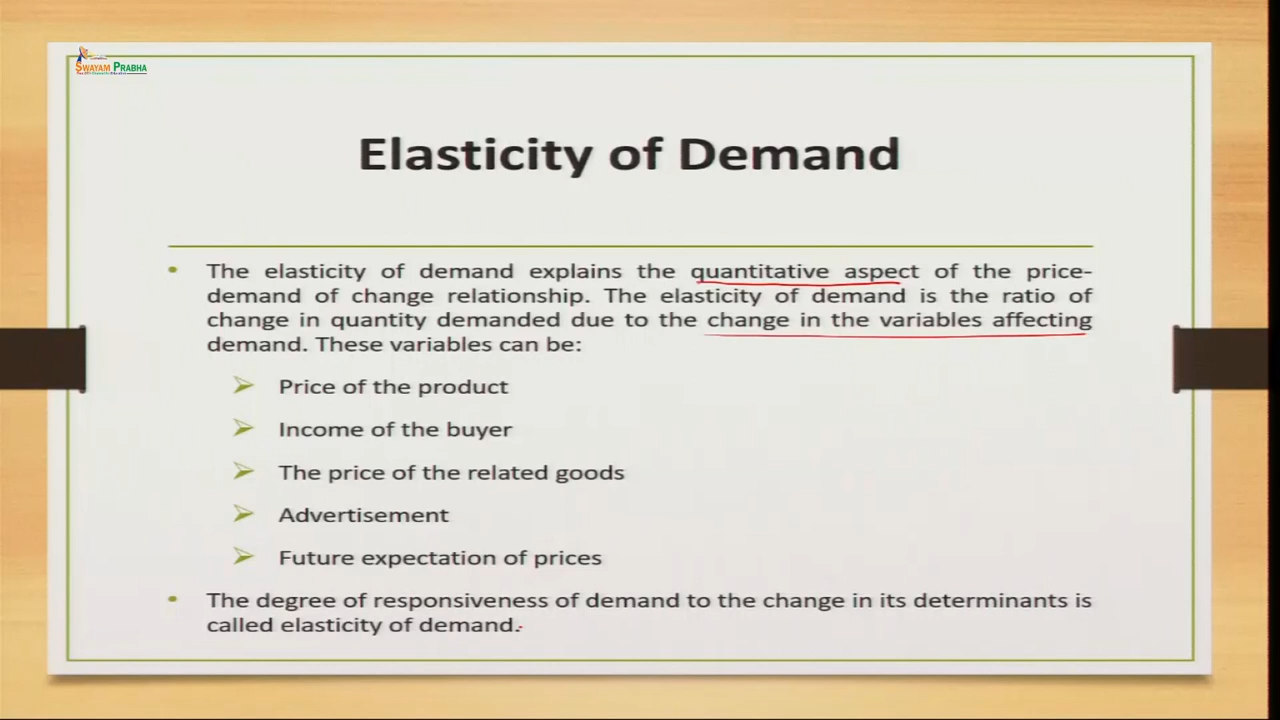 SWAYAM PRABHA
Elasticity of Demand
• The elasticity of demand explains the quantitative aspect of the price-
demand of change relationship. The elasticity of demand is the ratio of
change in quantity demanded due to the change in the variables affecting
demand. These variables can be:
Price of the product
Income of the buyer
The price of the related goods
Advertisement
Future expectation of prices
• The degree of responsiveness of demand to the change in its determinants is
called elasticity of demand.